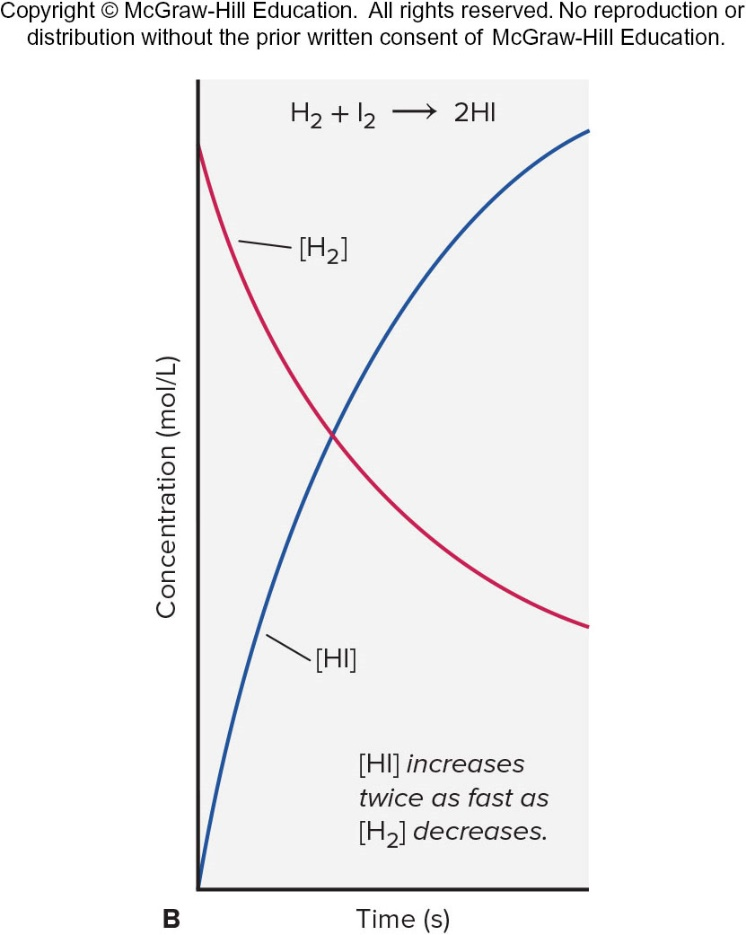 Copyright © McGraw-Hill Education. All rights reserved. No reproduction or
distribution without the prior written consent of McGraw-Hill Education.
H₂ + I₂ ⟶ 2HI
[H₂]
Concentration (mol/L)
[HI]
[HI] increases
twice as fast as
[H₂] decreases.
B
Time (s)